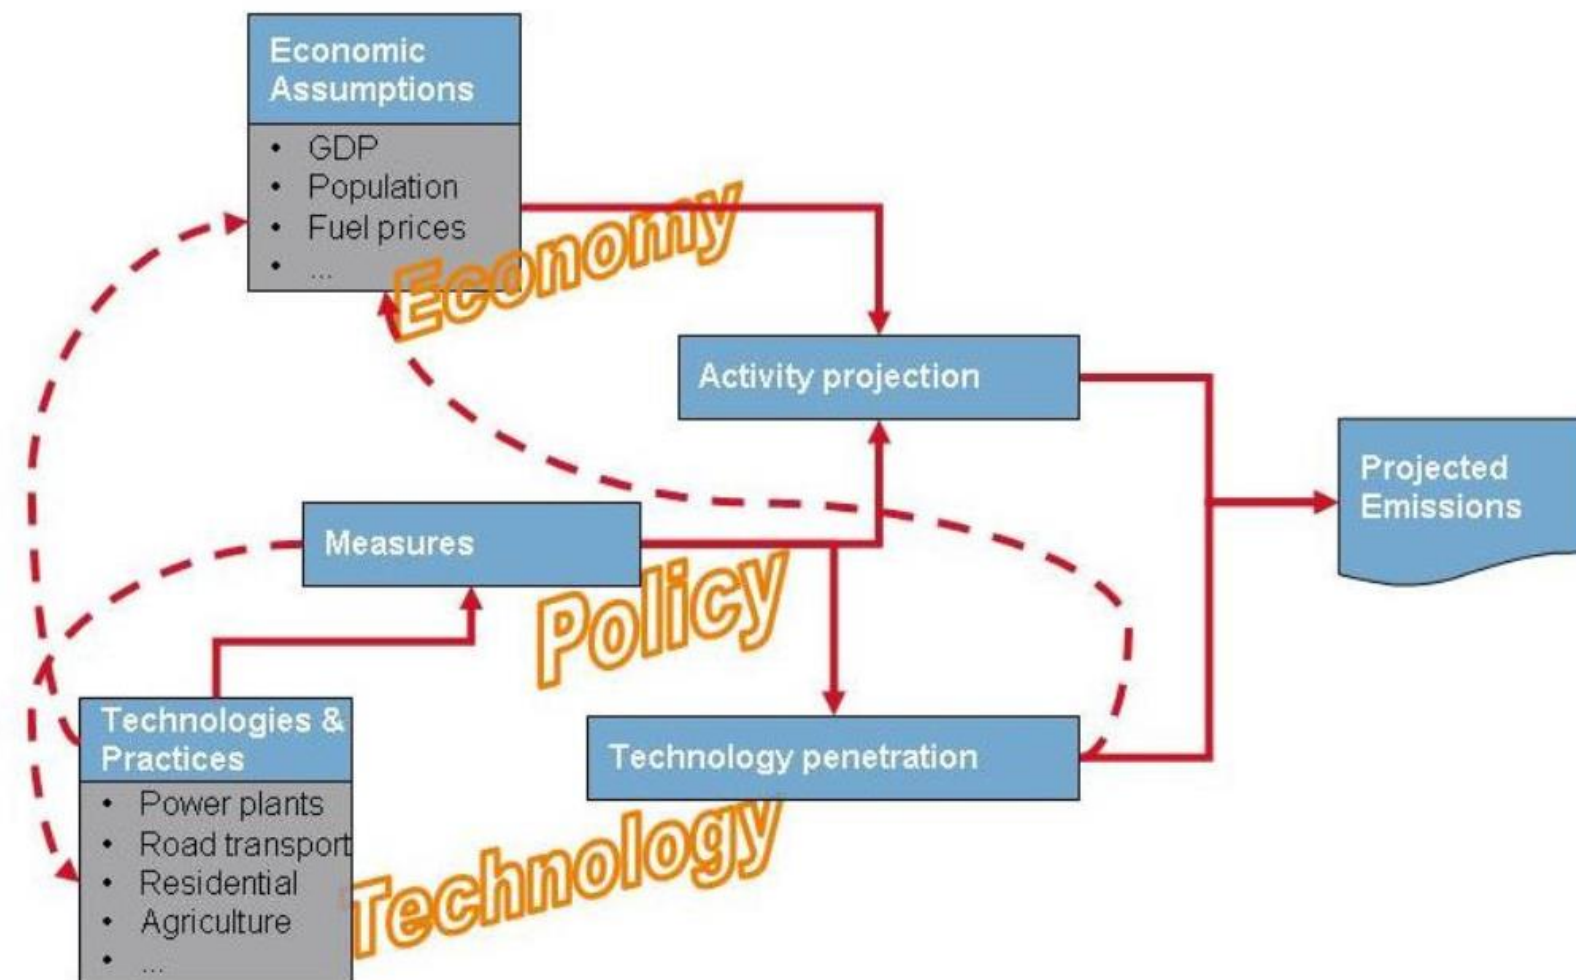 Economic
Assumptions
• GDP
• Population
• Fuel prices
• ...
Economy
Activity projection
Projected
Emissions
Measures
Policy
Technologies &
Practices
• Power plants
• Road transport
• Residential
• Agriculture
• ...
Technology penetration
Technology